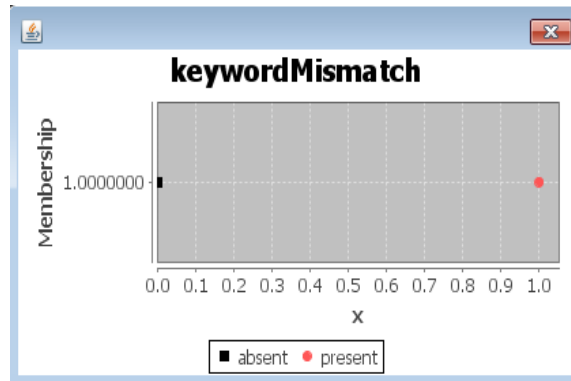 keywordMismatch
Membership
1.0000000
0.0 0.1 0.2 0.3 0.4 0.5 0.6 0.7 0.8 0.9 1.0
x
absent present